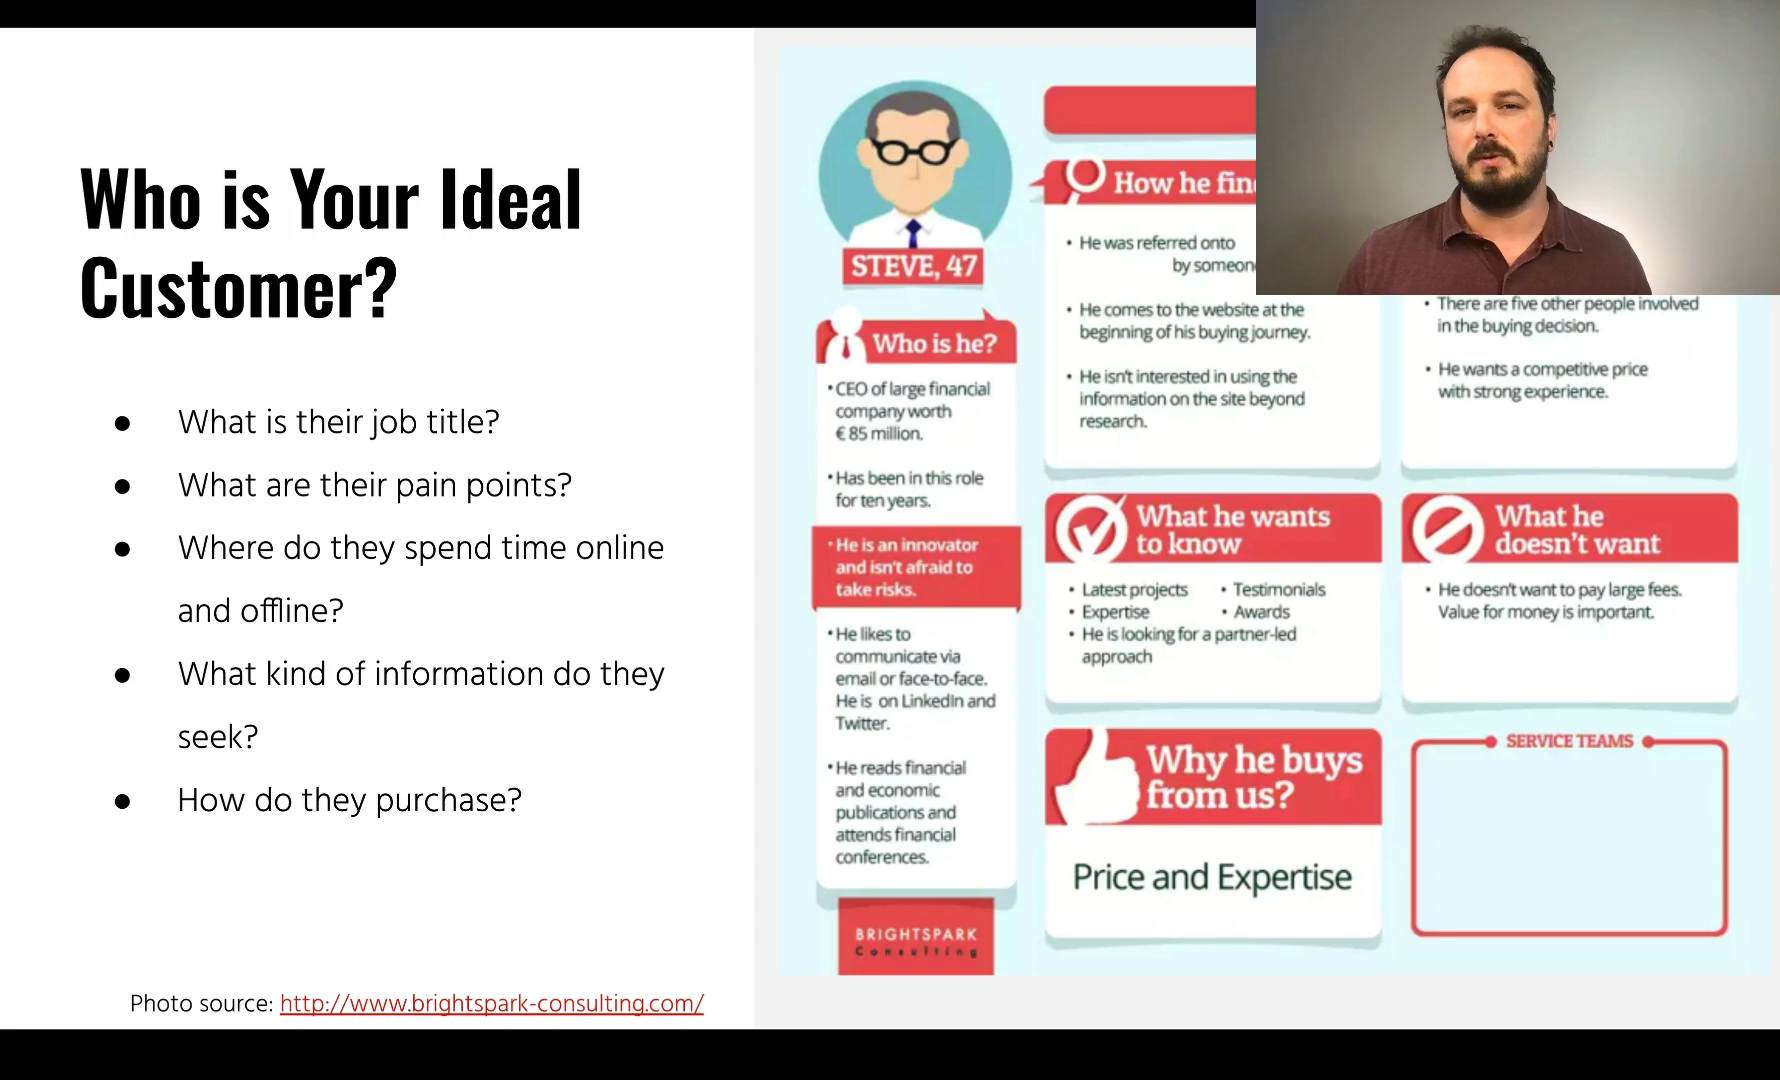 Who is Your Ideal
Customer?
● What is their job title?
● What are their pain points?
● Where do they spend time online
and offline?
● What kind of information do they
seek?
● How do they purchase?
Photo source: http://www.brightspark-consulting.com/
STEVE, 47
Who is he?
• CEO of large financial
company worth
€ 85 million.
• Has been in this role
for ten years.
• He is an innovator
and isn't afraid to
take risks.
• He likes to
communicate via
email or face-to-face.
He is on LinkedIn and
Twitter.
• He reads financial
and economic
publications and
attends financial
conferences.
BRIGHTSPARK
Consulting
How he
• He was referred onto
by
• He comes to the website at the
beginning of his buying journey.
• He isn't interested in using the
information on the site beyond
research.
• There are five other people involved
in the buying decision.
• He wants a competitive price
with strong experience.
What he wants
to know
• Latest projects
• Testimonials
• Expertise
• Awards
• He is looking for a partner-led
approach
What he
doesn't want
• He doesn't want to pay large fees.
Value for money is important.
Why he buys
from us?
Price and Expertise
SERVICE TEAMS